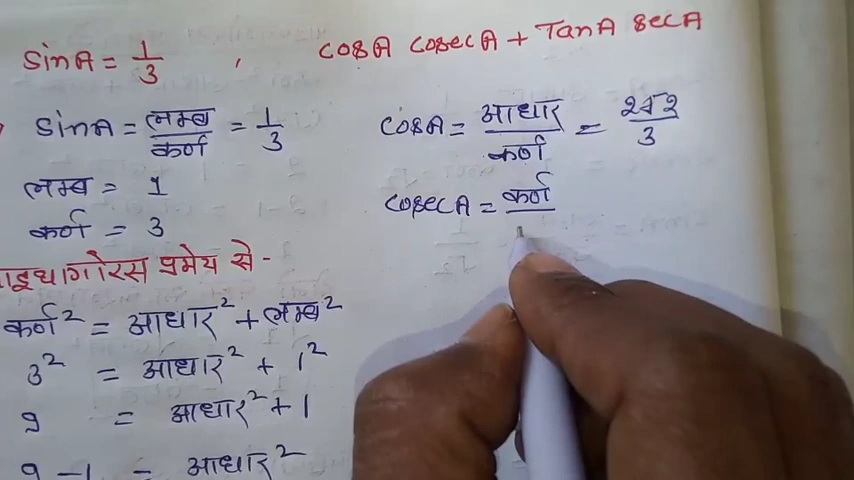 sinA = 1/3 , cosA cosecA + TanA secA
sinA = लम्ब/कर्ण = 1/3
लम्ब = 1
कर्ण = 3
पाइथागोरस प्रमेय से -
कर्ण² = आधार² + लम्ब²
3² = आधार² + 1²
9 = आधार² + 1
9 - 1 = आधार²
cosA = आधार/कर्ण = 2√2/3
cosecA = कर्ण/